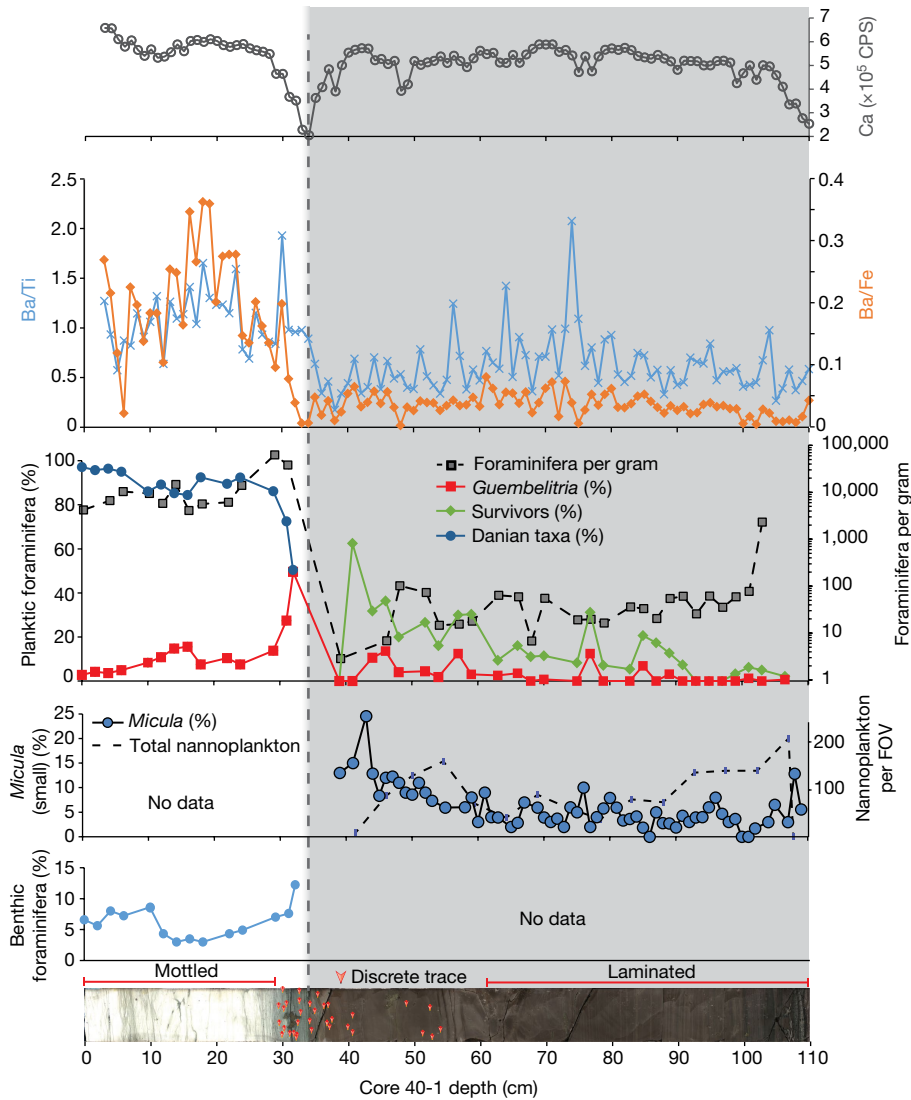 7
6
5
4
3
2
Ca (×10⁵ CPS)
2.5
2.0
1.5
1.0
0.5
0
Ba/Ti
0.4
0.3
0.2
0.1
0
Ba/Fe
100
80
60
40
20
0
Planktic foraminifera (%)
Foraminifera per gram
Guembelitria (%)
Survivors (%)
Danian taxa (%)
100,000
10,000
1,000
100
10
1
Foraminifera per gram
25
20
15
10
5
0
Micula
(small) (%)
Micula (%)
Total nannoplankton
No data
200
100
Nannoplankton
per FOV
15
10
5
0
Benthic
foraminifera (%)
No data
Mottled
Discrete trace
Laminated
0 10 20 30 40 50 60 70 80 90 100 110
Core 40-1 depth (cm)